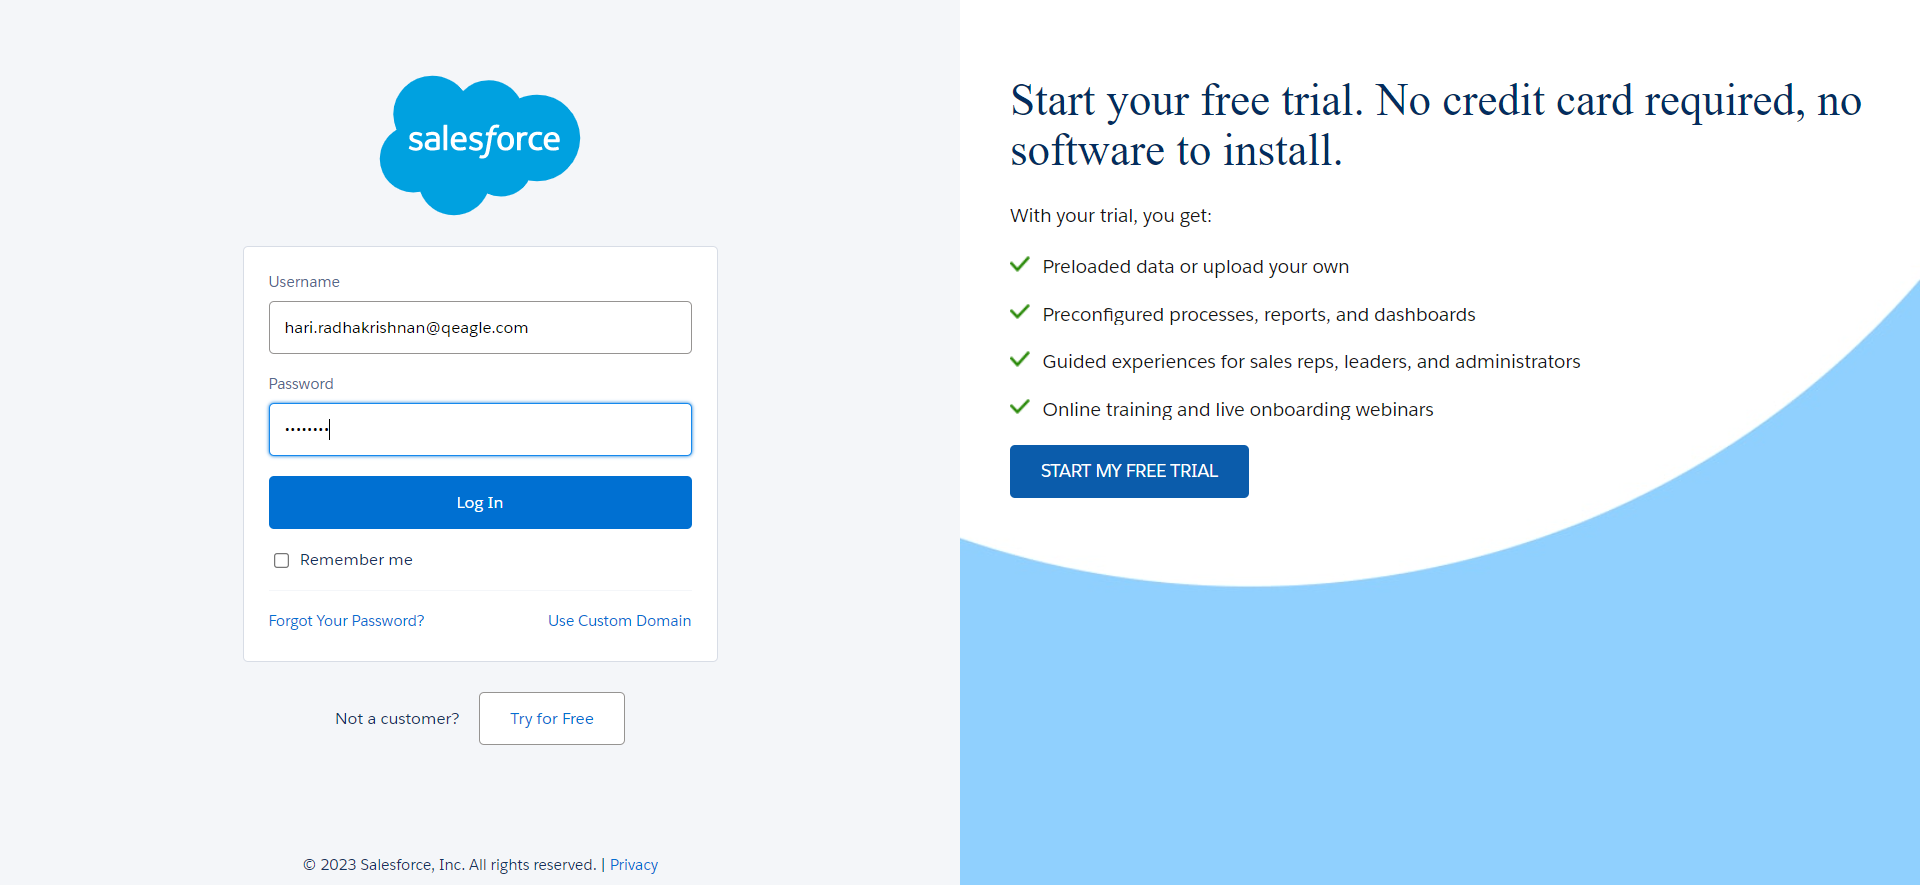 salesforce
Username
hari.radhakrishnan@qeagle.com
Password
••••••••
Log In
Remember me
Forgot Your Password?
Use Custom Domain
Not a customer?
Try for Free
© 2023 Salesforce, Inc. All rights reserved. | Privacy
Start your free trial. No credit card required, no
software to install.
With your trial, you get:
Preloaded data or upload your own
Preconfigured processes, reports, and dashboards
Guided experiences for sales reps, leaders, and administrators
Online training and live onboarding webinars
START MY FREE TRIAL